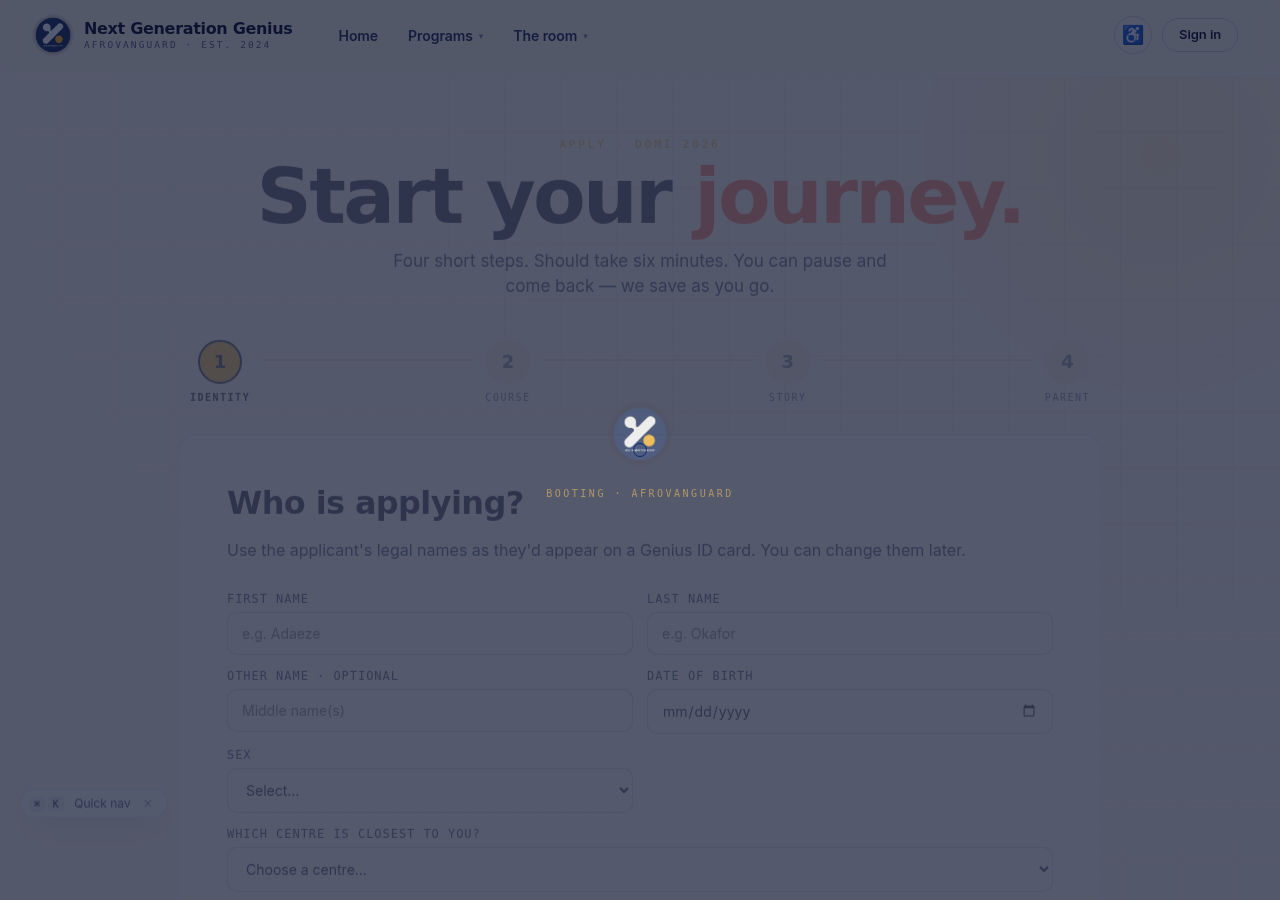 Next Generation Genius
AFROVANGUARD · EST. 2024
Home
Programs
The room
Sign in
APPLY · ODMI 2026
Start your journey.
Four short steps. Should take six minutes. You can pause and
come back — we save as you go.
1
2
3
4
IDENTITY
COURSE
STORY
PARENT
BOOTING · AFROVANGUARD
Who is applying?
Use the applicant's legal names as they'd appear on a Genius ID card. You can change them later.
FIRST NAME
LAST NAME
e.g. Adaeze
e.g. Okafor
OTHER NAME · OPTIONAL
DATE OF BIRTH
Middle name(s)
mm/dd/yyyy
SEX
Select...
⌘ K Quick nav ×
WHICH CENTRE IS CLOSEST TO YOU?
Choose a centre...